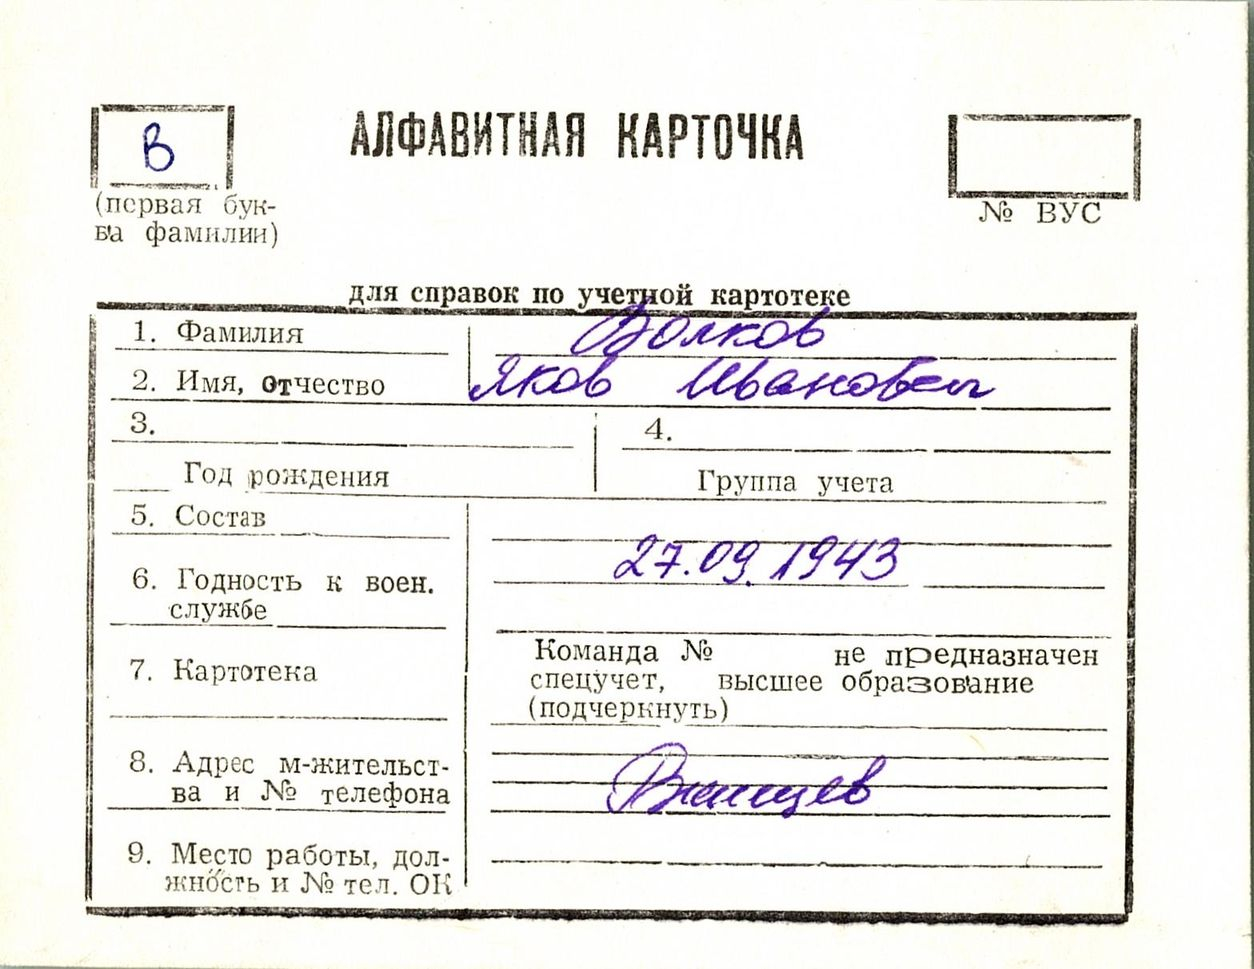 В
АЛФАВИТНАЯ КАРТОЧКА
(первая бук-
ва фамилии)
№ ВУС
для справок по учетной картотеке
1. Фамилия Волков
2. Имя, отчество Яков Иванович
3. 4.
Год рождения Группа учета
5. Состав
27.09.1943
6. Годность к воен.
службе
Команда № не предназначен
7. Картотека спецучет, высшее образование
(подчеркнуть)
8. Адрес м-жительст-
ва и № телефона
9. Место работы, дол-
жность и № тел. ОК